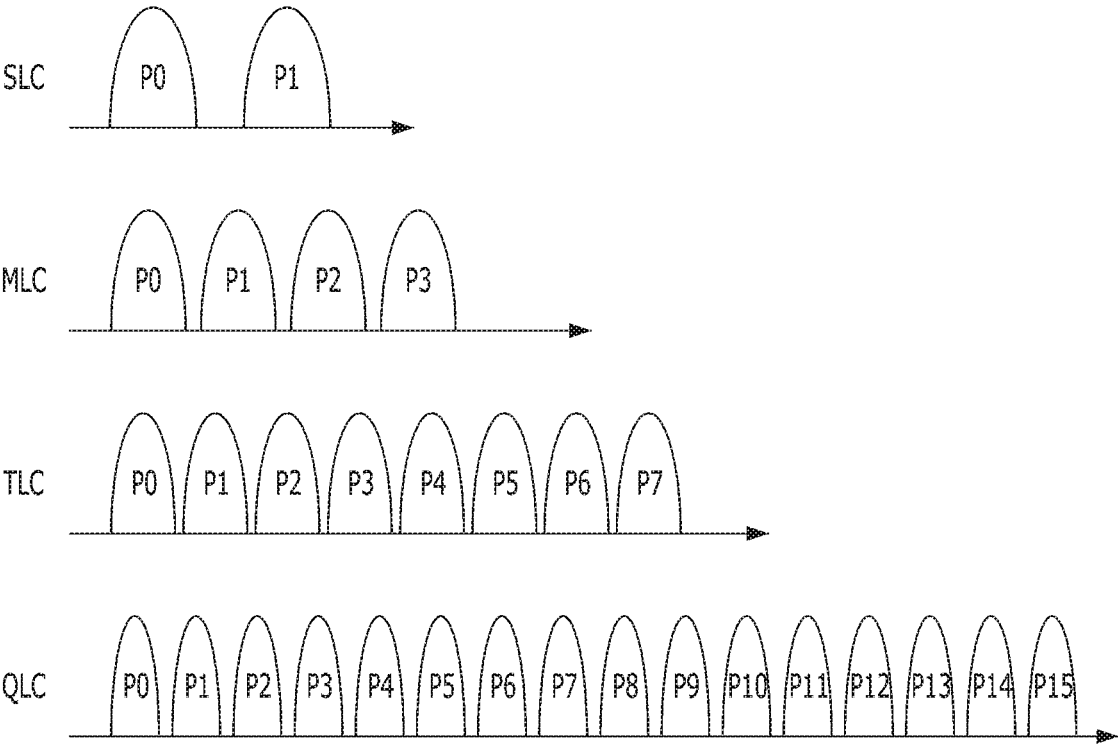 SLC P0 P1
MLC P0 P1 P2 P3
TLC P0 P1 P2 P3 P4 P5 P6 P7
QLC P0 P1 P2 P3 P4 P5 P6 P7 P8 P9 P10 P11 P12 P13 P14 P15